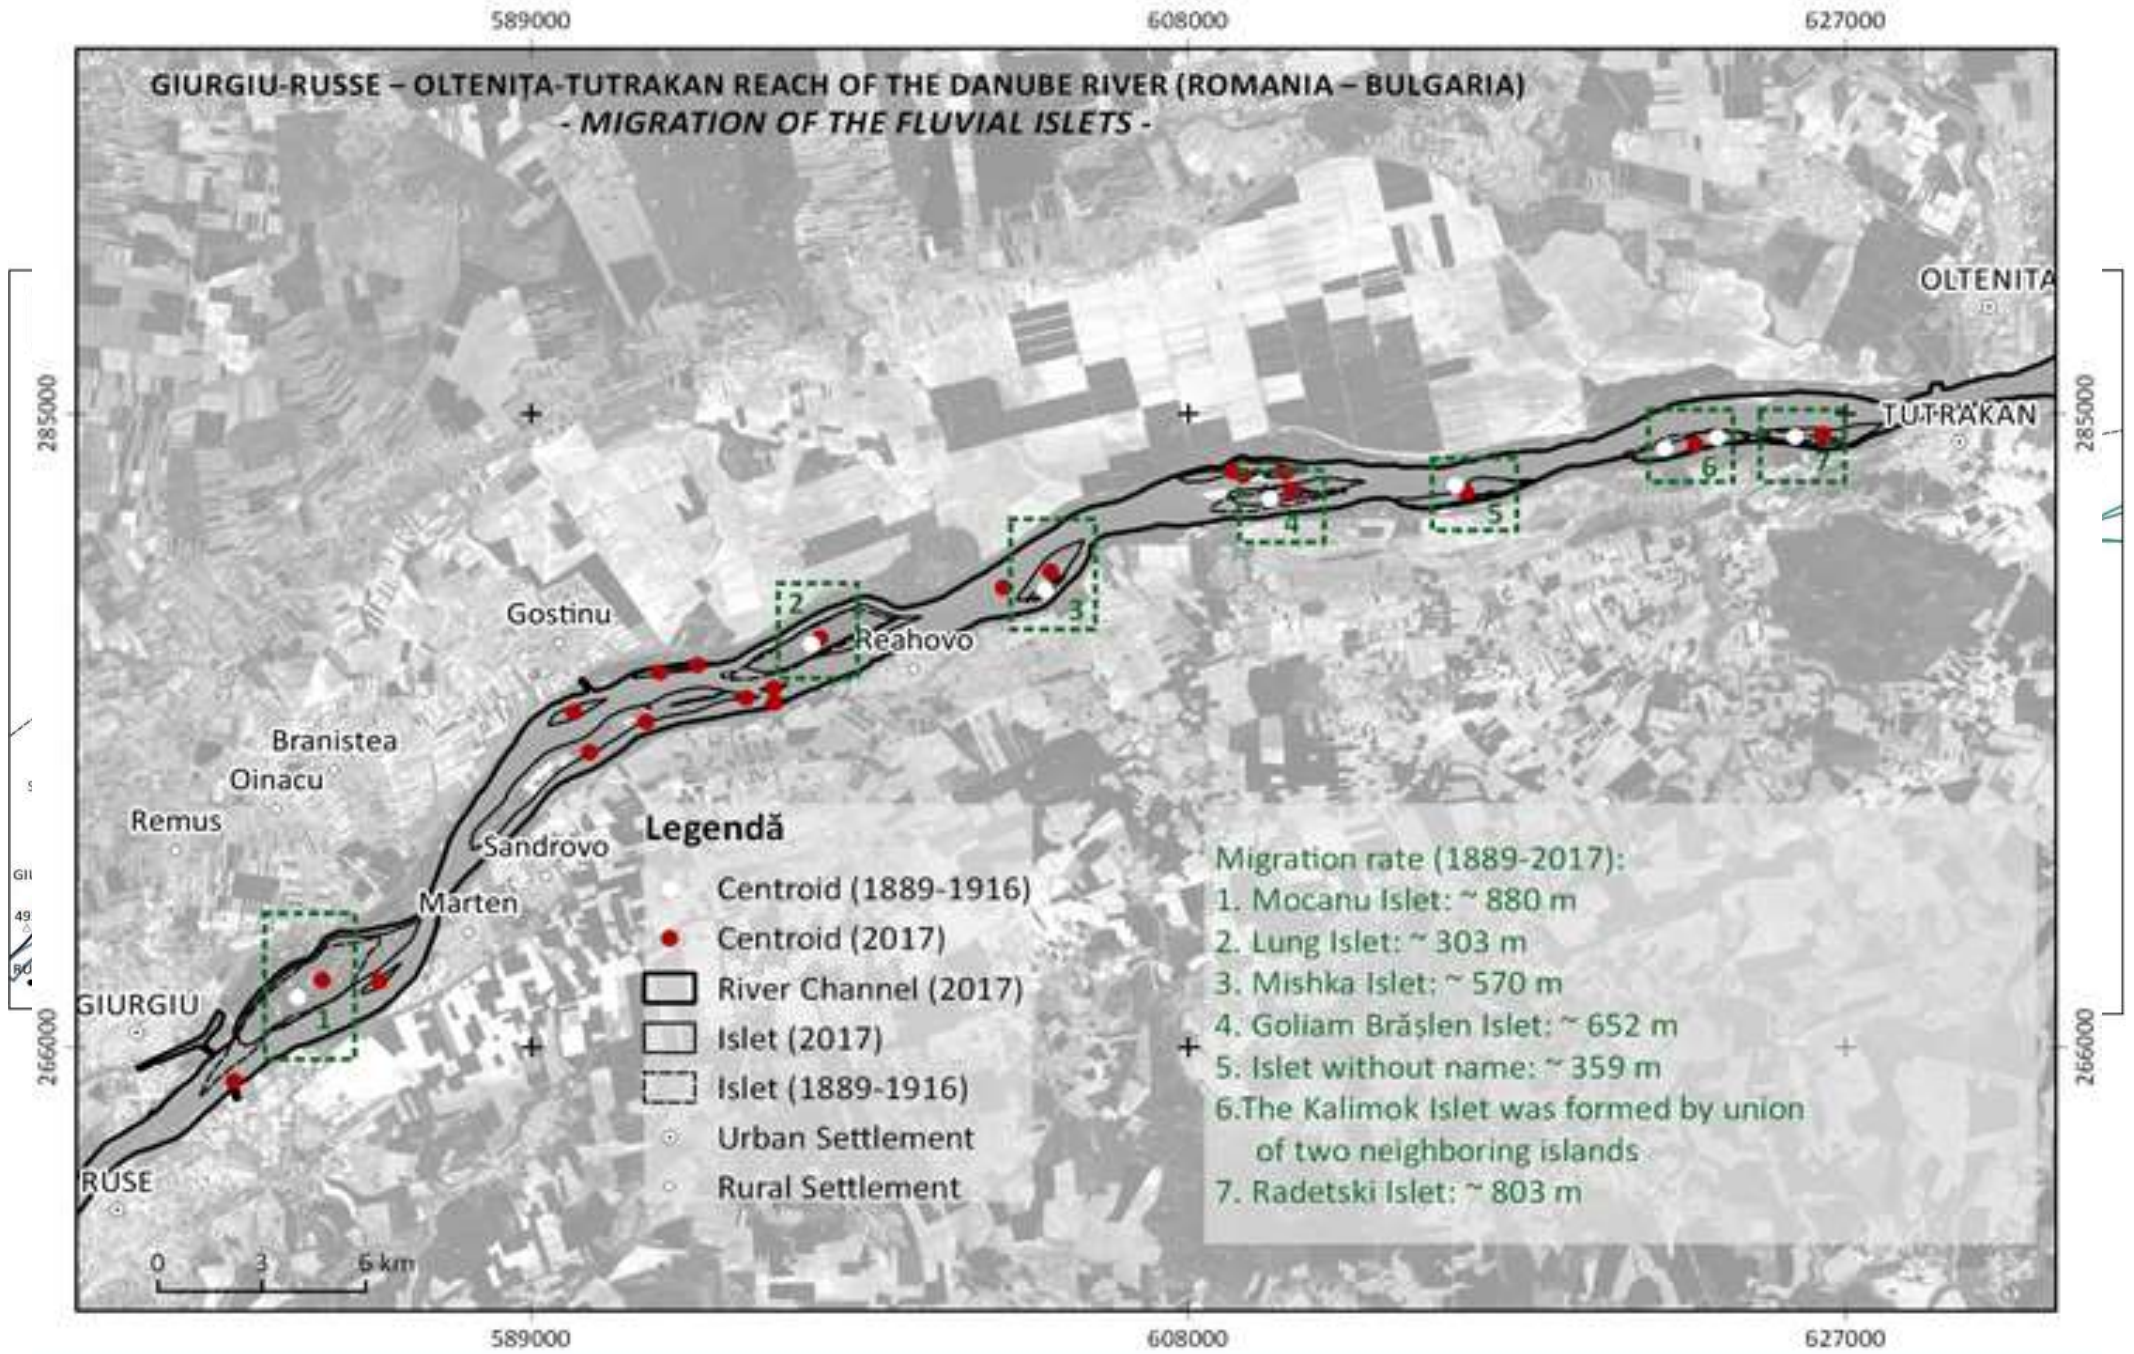 589000
608000
627000
GIURGIU-RUSSE – OLTENIȚA-TUTRAKAN REACH OF THE DANUBE RIVER (ROMANIA – BULGARIA)
- MIGRATION OF THE FLUVIAL ISLETS -
OLTENITA
285000
285000
TUTRAKAN
6
7
4
5
3
2
Gostinu
Reahovo
Branistea
Oinacu
Remus
Sandrovo
Marten
GIURGIU
1
RUSE
266000
266000
Legendă
Centroid (1889-1916)
Centroid (2017)
River Channel (2017)
Islet (2017)
Islet (1889-1916)
Urban Settlement
Rural Settlement
Migration rate (1889-2017):
1. Mocanu Islet: ~ 880 m
2. Lung Islet: ~ 303 m
3. Mishka Islet: ~ 570 m
4. Goliam Brășlen Islet: ~ 652 m
5. Islet without name: ~ 359 m
6.The Kalimok Islet was formed by union
of two neighboring islands
7. Radetski Islet: ~ 803 m
0 3 6 km
589000
608000
627000
49